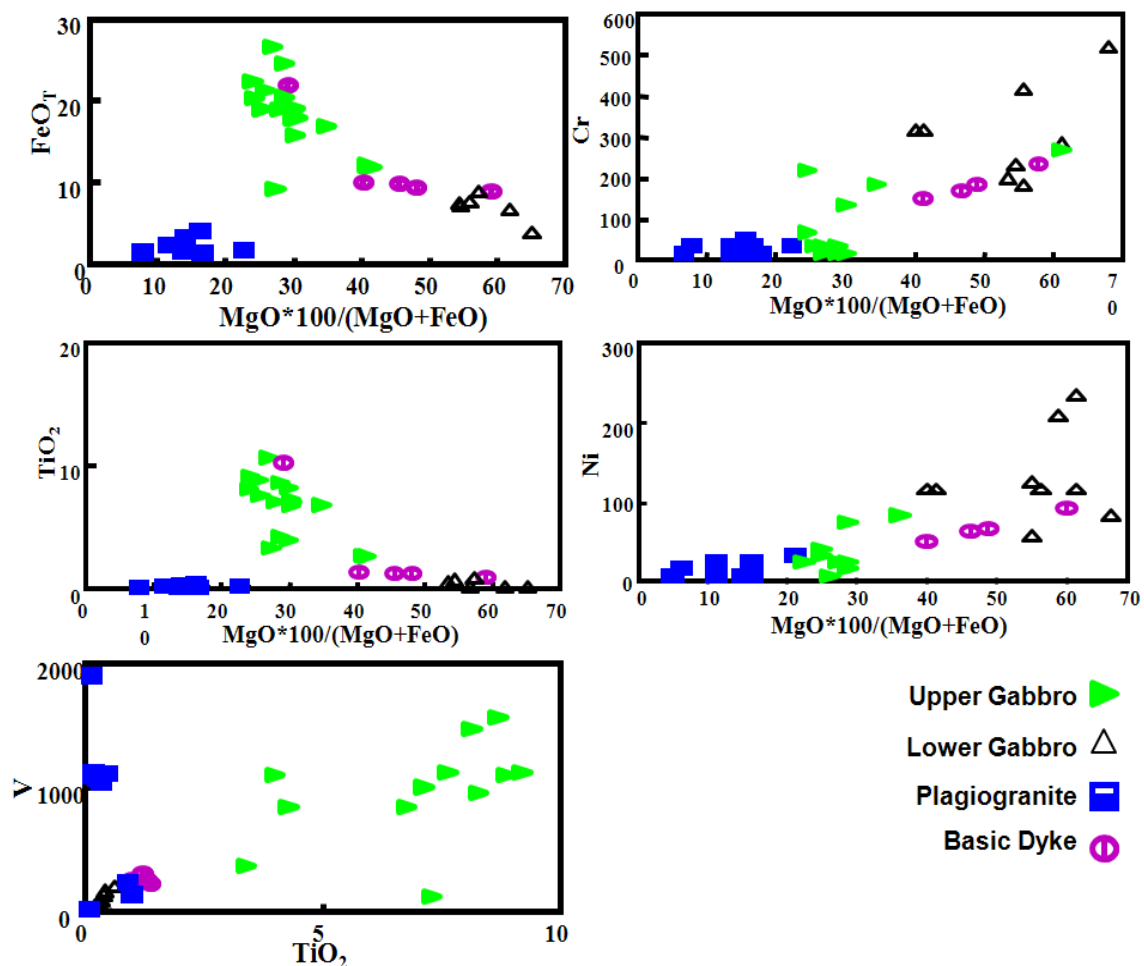 30
20
10
0
FeO_T
0 10 20 30 40 50 60 70
MgO*100/(MgO+FeO)
600
500
400
300
200
100
0
Cr
0 10 20 30 40 50 60 7
0
MgO*100/(MgO+FeO)
20
10
0
TiO₂
0 1 20 30 40 50 60 70
0
MgO*100/(MgO+FeO)
300
200
100
0
Ni
0 10 20 30 40 50 60 70
MgO*100/(MgO+FeO)
2000
1000
0
V
0 5 10
TiO₂
Upper Gabbro
Lower Gabbro
Plagiogranite
Basic Dyke